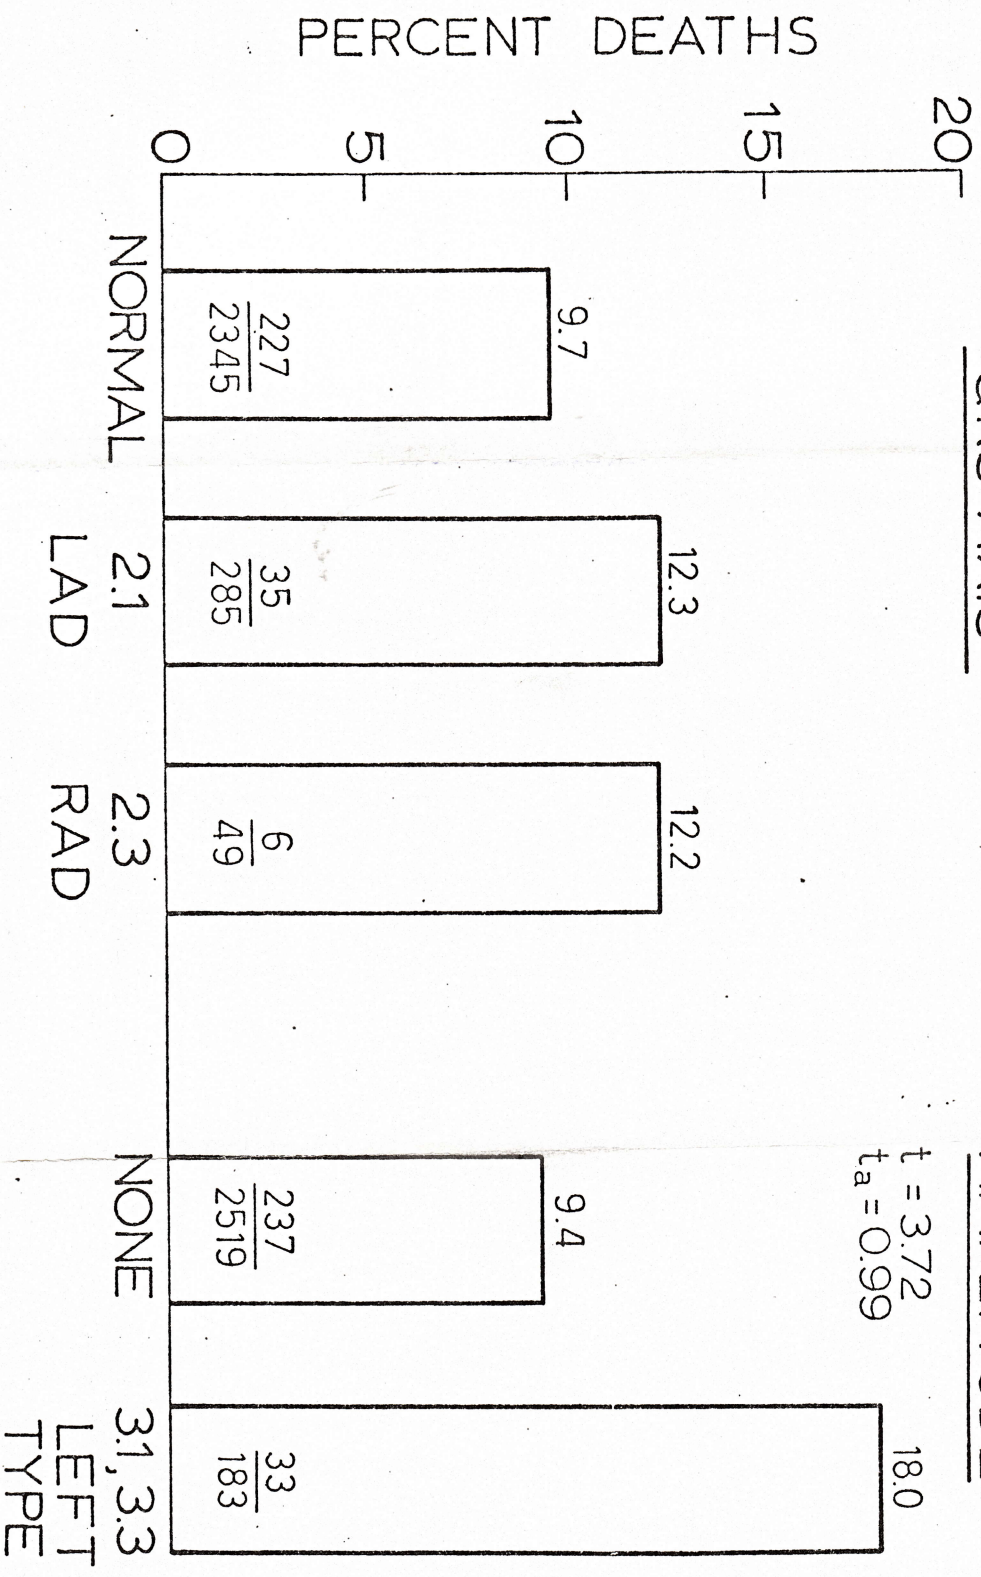 t = 3.72
ta = 0.99
PERCENT DEATHS
20
15
10
5
0
9.7
227
2345
12.3
35
285
12.2
6
49
9.4
237
2519
18.0
33
183
NORMAL
2.1
LAD
2.3
RAD
NONE
3.1, 3.3
LEFT
TYPE